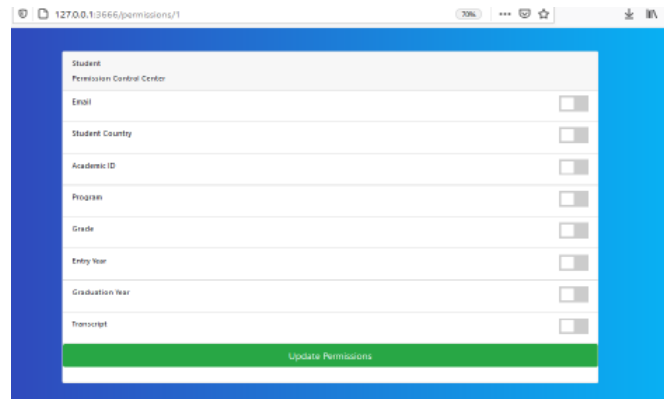 127.0.0.1:3666/permissions/1
70%
Student
Permission Control Center
Email
Student Country
Academic ID
Program
Grade
Entry Year
Graduation Year
Transcript
Update Permissions